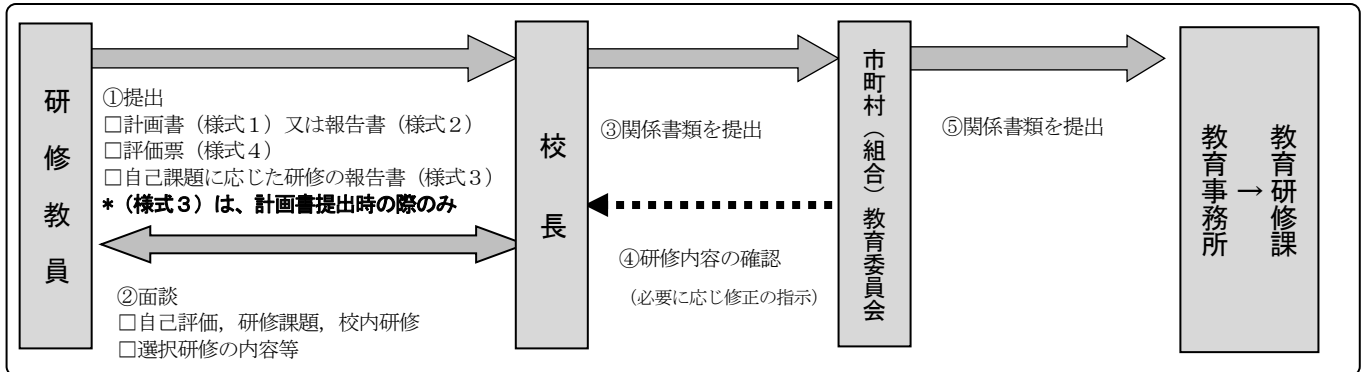 研修教員
①提出
□計画書（様式１）又は報告書（様式２）
□評価票（様式４）
□自己課題に応じた研修の報告書（様式３）
*（様式３）は、計画書提出時の際のみ
②面談
□自己評価，研修課題，校内研修
□選択研修の内容等
校長
③関係書類を提出
④研修内容の確認
（必要に応じ修正の指示）
市町村（組合）教育委員会
⑤関係書類を提出
教育事務所
→
教育研修課